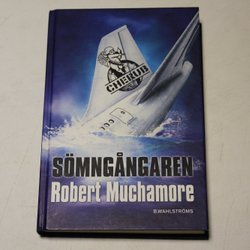 CHERUB
SÖMNGÅNGAREN
Robert Muchamore
B.WAHLSTRÖMS